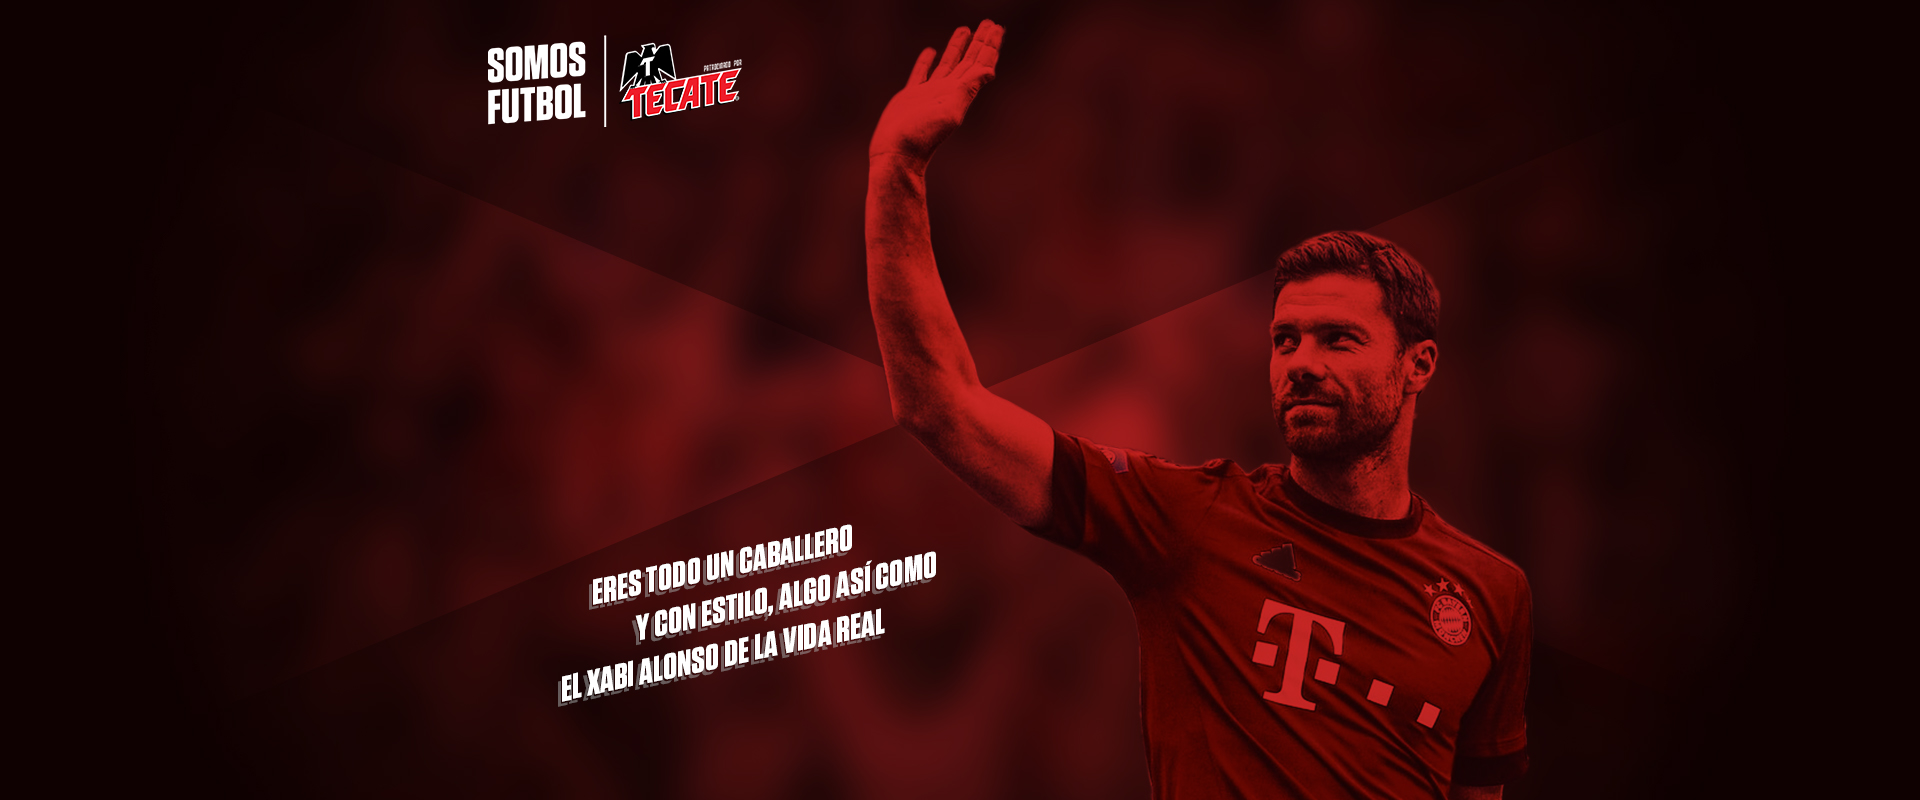 SOMOS
FUTBOL
PATROCINADO POR
TECATE
T
ERES TODO UN CABALLERO
Y CON ESTILO, ALGO ASÍ COMO
EL XABI ALONSO DE LA VIDA REAL
T